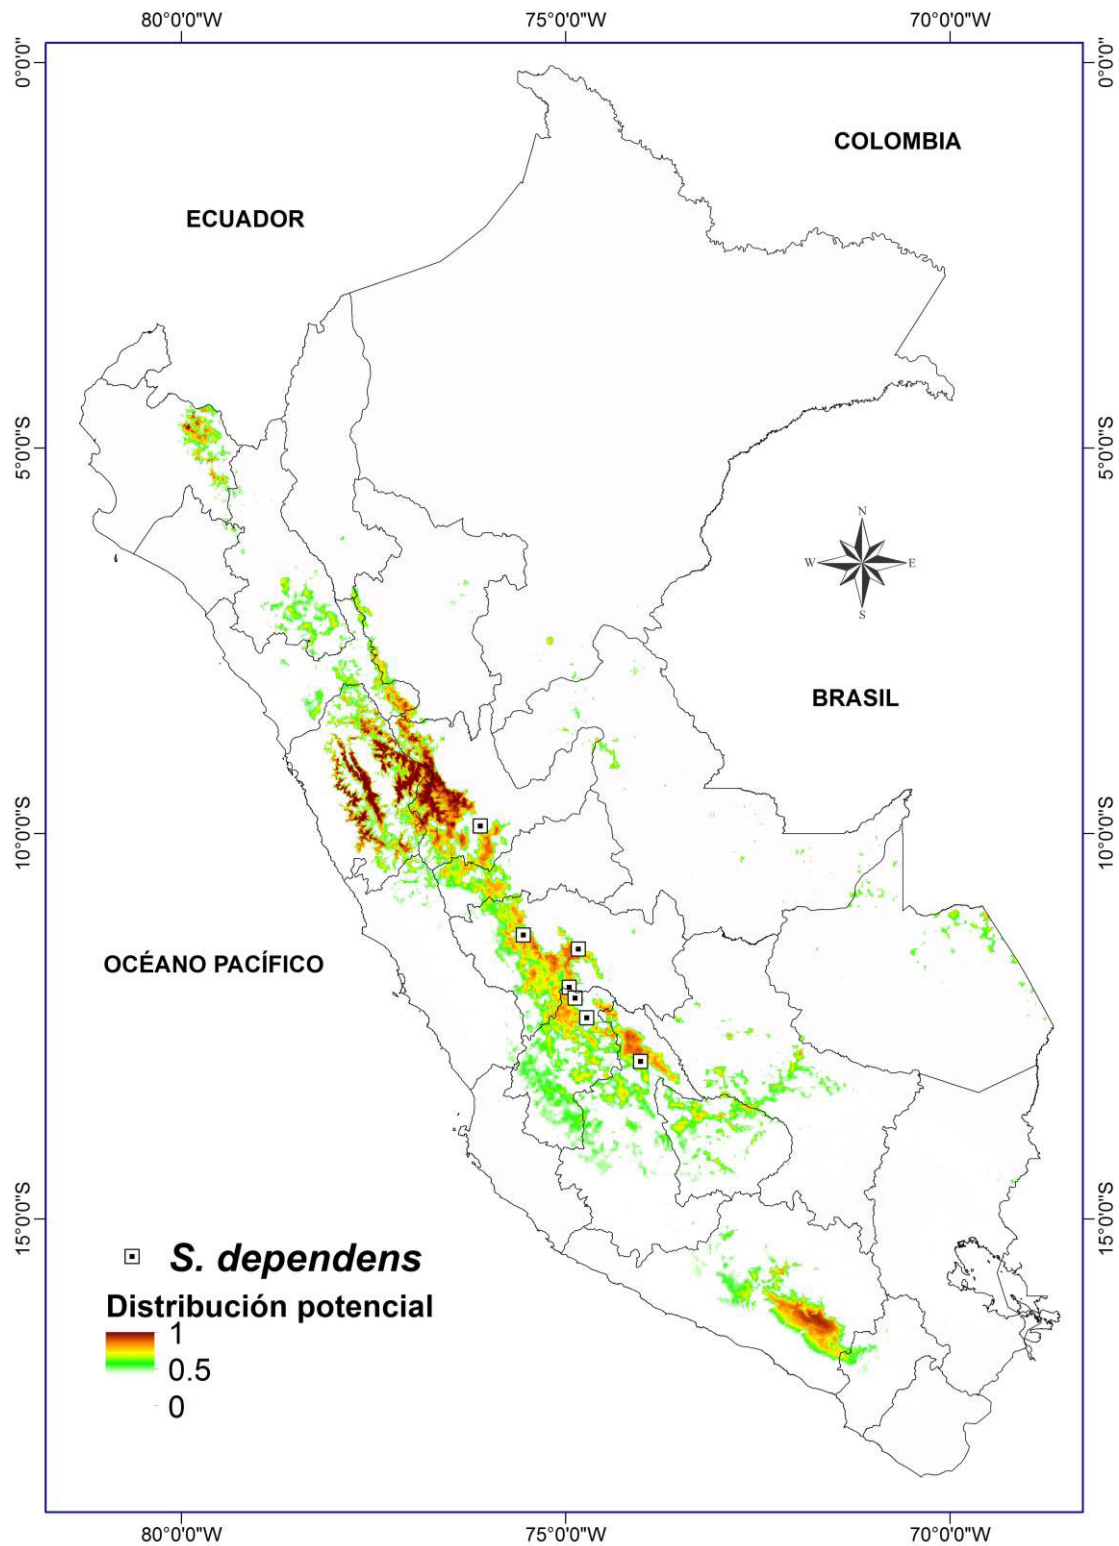 80°0'0"W 75°0'0"W 70°0'0"W
0°0'0" 0°0'0"
COLOMBIA
ECUADOR
5°0'0"S 5°0'0"S
N
W E
S
BRASIL
10°0'0"S 10°0'0"S
OCÉANO PACÍFICO
15°0'0"S 15°0'0"S
S. dependens
Distribución potencial
1
0.5
0
80°0'0"W 75°0'0"W 70°0'0"W